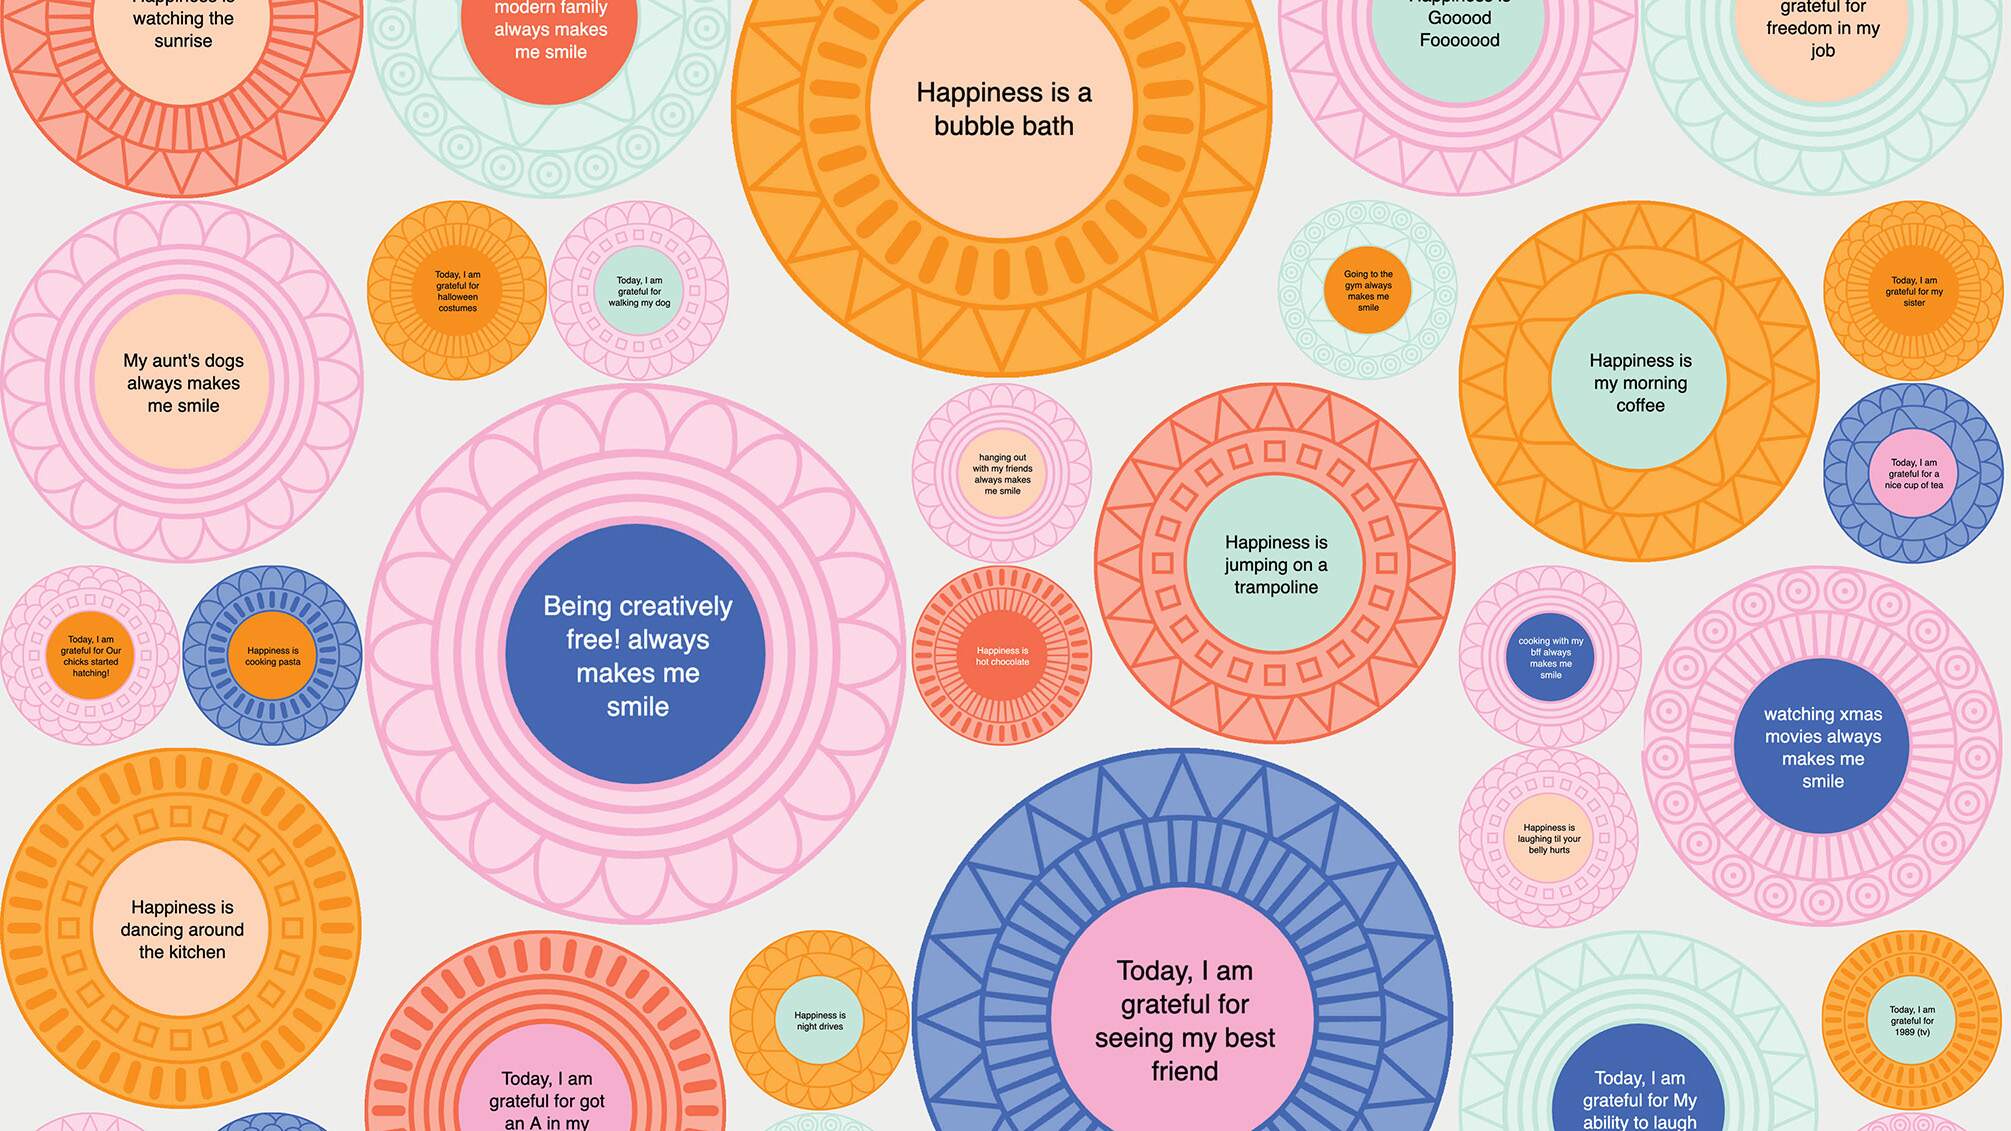 Happiness is
watching the
sunrise
modern family
always makes
me smile
Happiness is a
bubble bath
Happiness is
Gooood
Fooooood
grateful for
freedom in my
job
My aunt's dogs
always makes
me smile
Today, I am
grateful for
halloween
costumes
Today, I am
grateful for
walking my dog
Going to the
gym always
makes me
smile
Happiness is
my morning
coffee
Today, I am
grateful for my
sister
hanging out
with my friends
always makes
me smile
Today, I am
grateful for a
nice cup of tea
Happiness is
jumping on a
trampoline
Today, I am
grateful for Our
chicks started
hatching!
Happiness is
cooking pasta
Being creatively
free! always
makes me
smile
Happiness is
hot chocolate
cooking with my
bff always
makes me
smile
watching xmas
movies always
makes me
smile
Happiness is
laughing til your
belly hurts
Happiness is
dancing around
the kitchen
Happiness is
night drives
Today, I am
grateful for
seeing my best
friend
Today, I am
grateful for
1989 (tv)
Today, I am
grateful for got
an A in my
Today, I am
grateful for My
ability to laugh